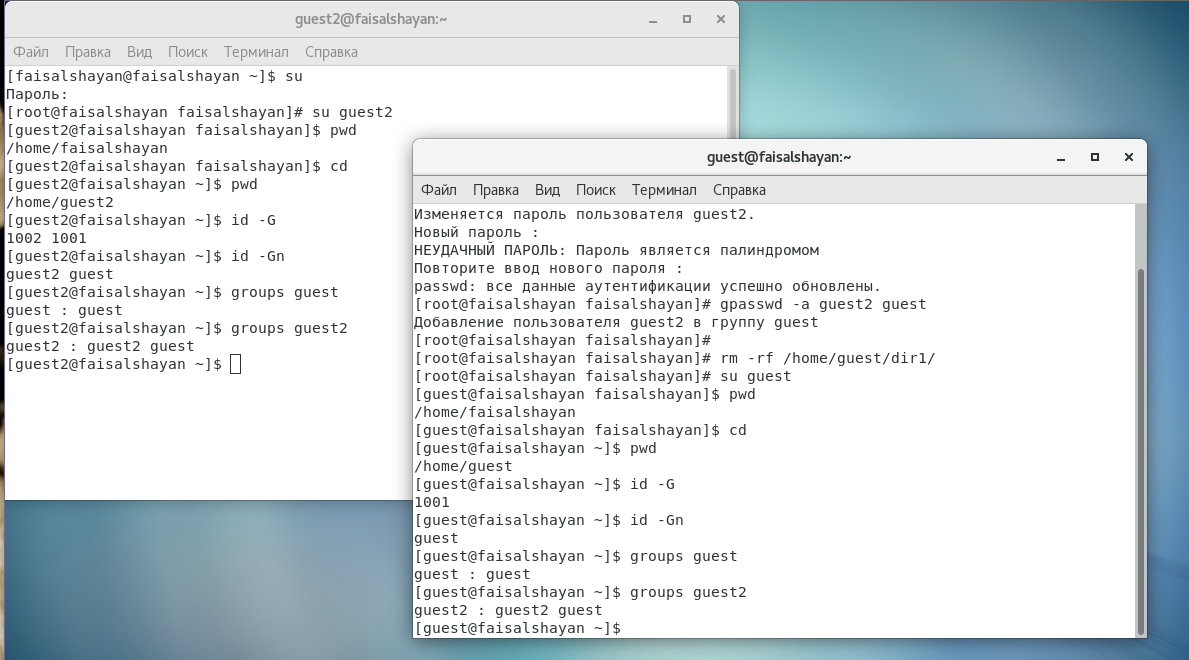 guest2@faisalshayan:~
Файл Правка Вид Поиск Терминал Справка
[faisalshayan@faisalshayan ~]$ su
Пароль:
[root@faisalshayan faisalshayan]# su guest2
[guest2@faisalshayan faisalshayan]$ pwd
/home/faisalshayan
[guest2@faisalshayan faisalshayan]$ cd
[guest2@faisalshayan ~]$ pwd
/home/guest2
[guest2@faisalshayan ~]$ id -G
1002 1001
[guest2@faisalshayan ~]$ id -Gn
guest2 guest
[guest2@faisalshayan ~]$ groups guest
guest : guest
[guest2@faisalshayan ~]$ groups guest2
guest2 : guest2 guest
[guest2@faisalshayan ~]$
guest@faisalshayan:~
Файл Правка Вид Поиск Терминал Справка
Изменяется пароль пользователя guest2.
Новый пароль :
НЕУДАЧНЫЙ ПАРОЛЬ: Пароль является палиндромом
Повторите ввод нового пароля :
passwd: все данные аутентификации успешно обновлены.
[root@faisalshayan faisalshayan]# gpasswd -a guest2 guest
Добавление пользователя guest2 в группу guest
[root@faisalshayan faisalshayan]#
[root@faisalshayan faisalshayan]# rm -rf /home/guest/dir1/
[root@faisalshayan faisalshayan]# su guest
[guest@faisalshayan faisalshayan]$ pwd
/home/faisalshayan
[guest@faisalshayan faisalshayan]$ cd
[guest@faisalshayan ~]$ pwd
/home/guest
[guest@faisalshayan ~]$ id -G
1001
[guest@faisalshayan ~]$ id -Gn
guest
[guest@faisalshayan ~]$ groups guest
guest : guest
[guest@faisalshayan ~]$ groups guest2
guest2 : guest2 guest
[guest@faisalshayan ~]$